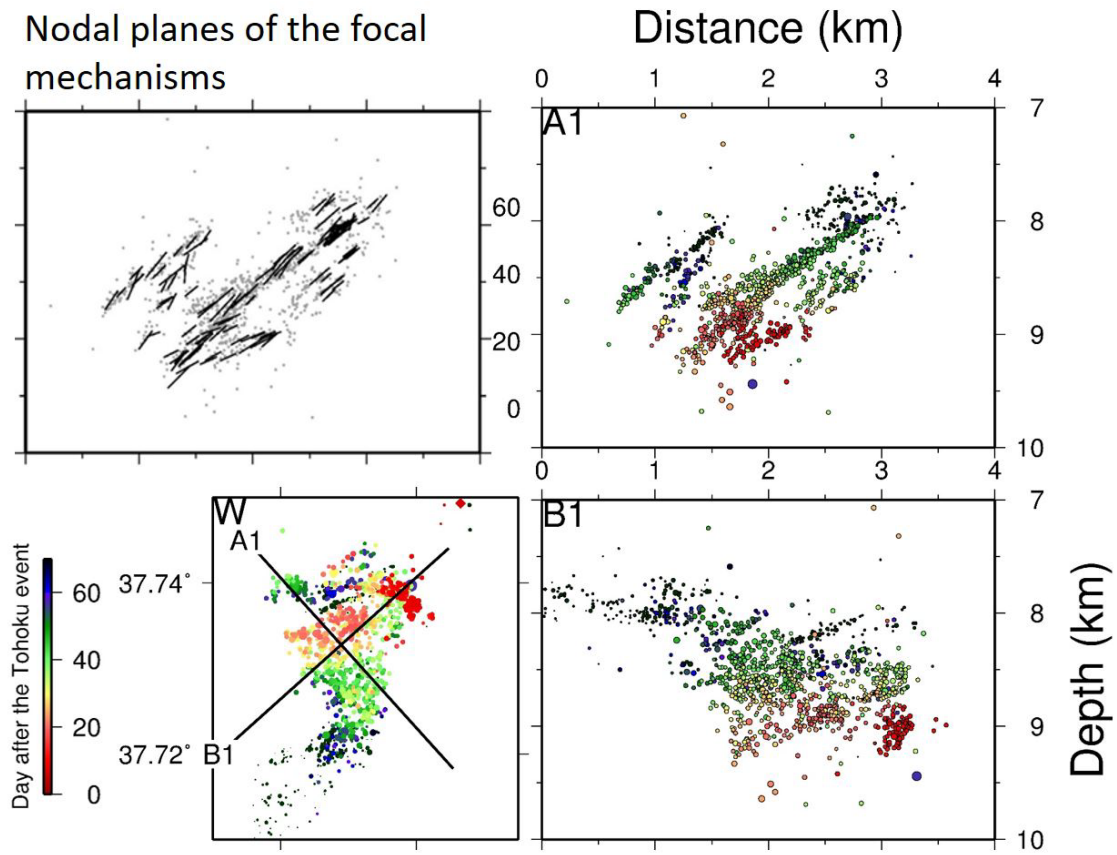 Nodal planes of the focal
mechanisms
Distance (km)
0 1 2 3 4
A1
7
8
9
10
60
40
20
0
0 1 2 3 4
W
A1
B1
37.74°
37.72°
Day after the Tohoku event
60
40
20
0
B1
7
8
9
10
Depth (km)